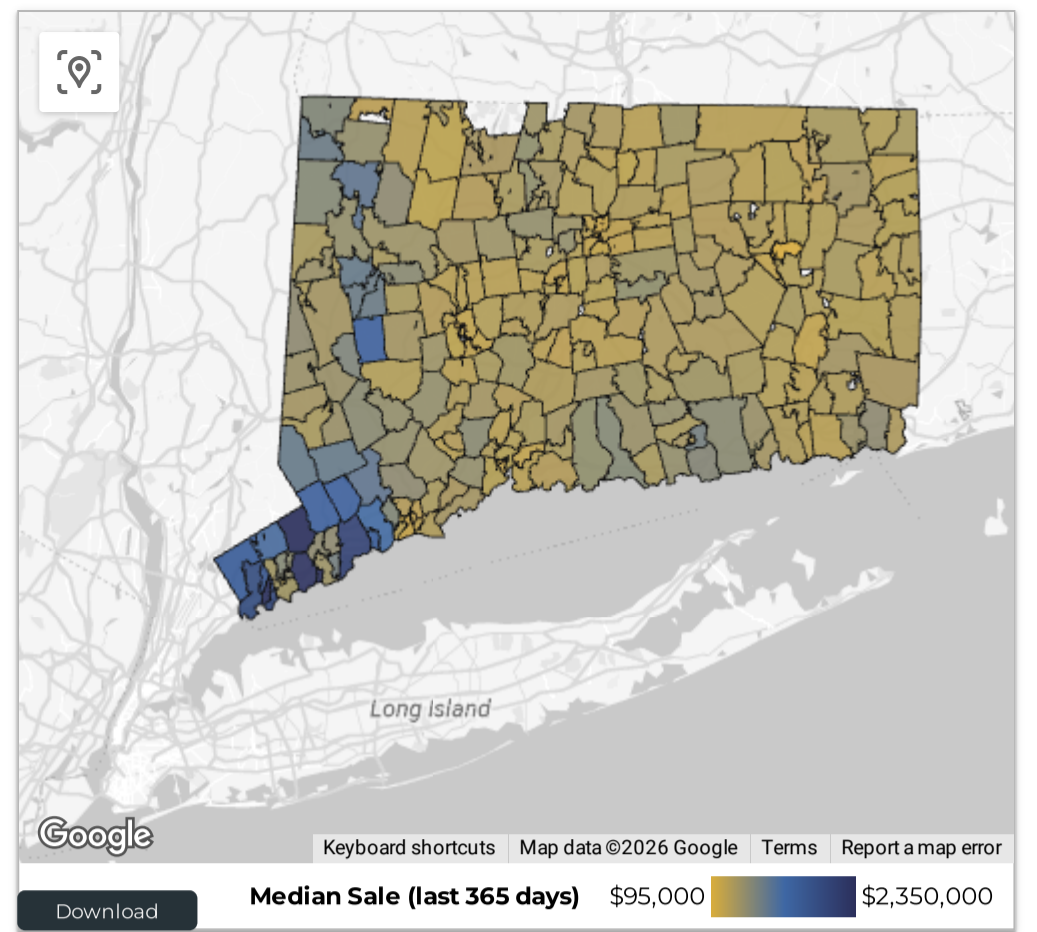 Long Island
Google
Keyboard shortcuts
Map data ©2026 Google
Terms
Report a map error
Download
Median Sale (last 365 days)
$95,000
$2,350,000